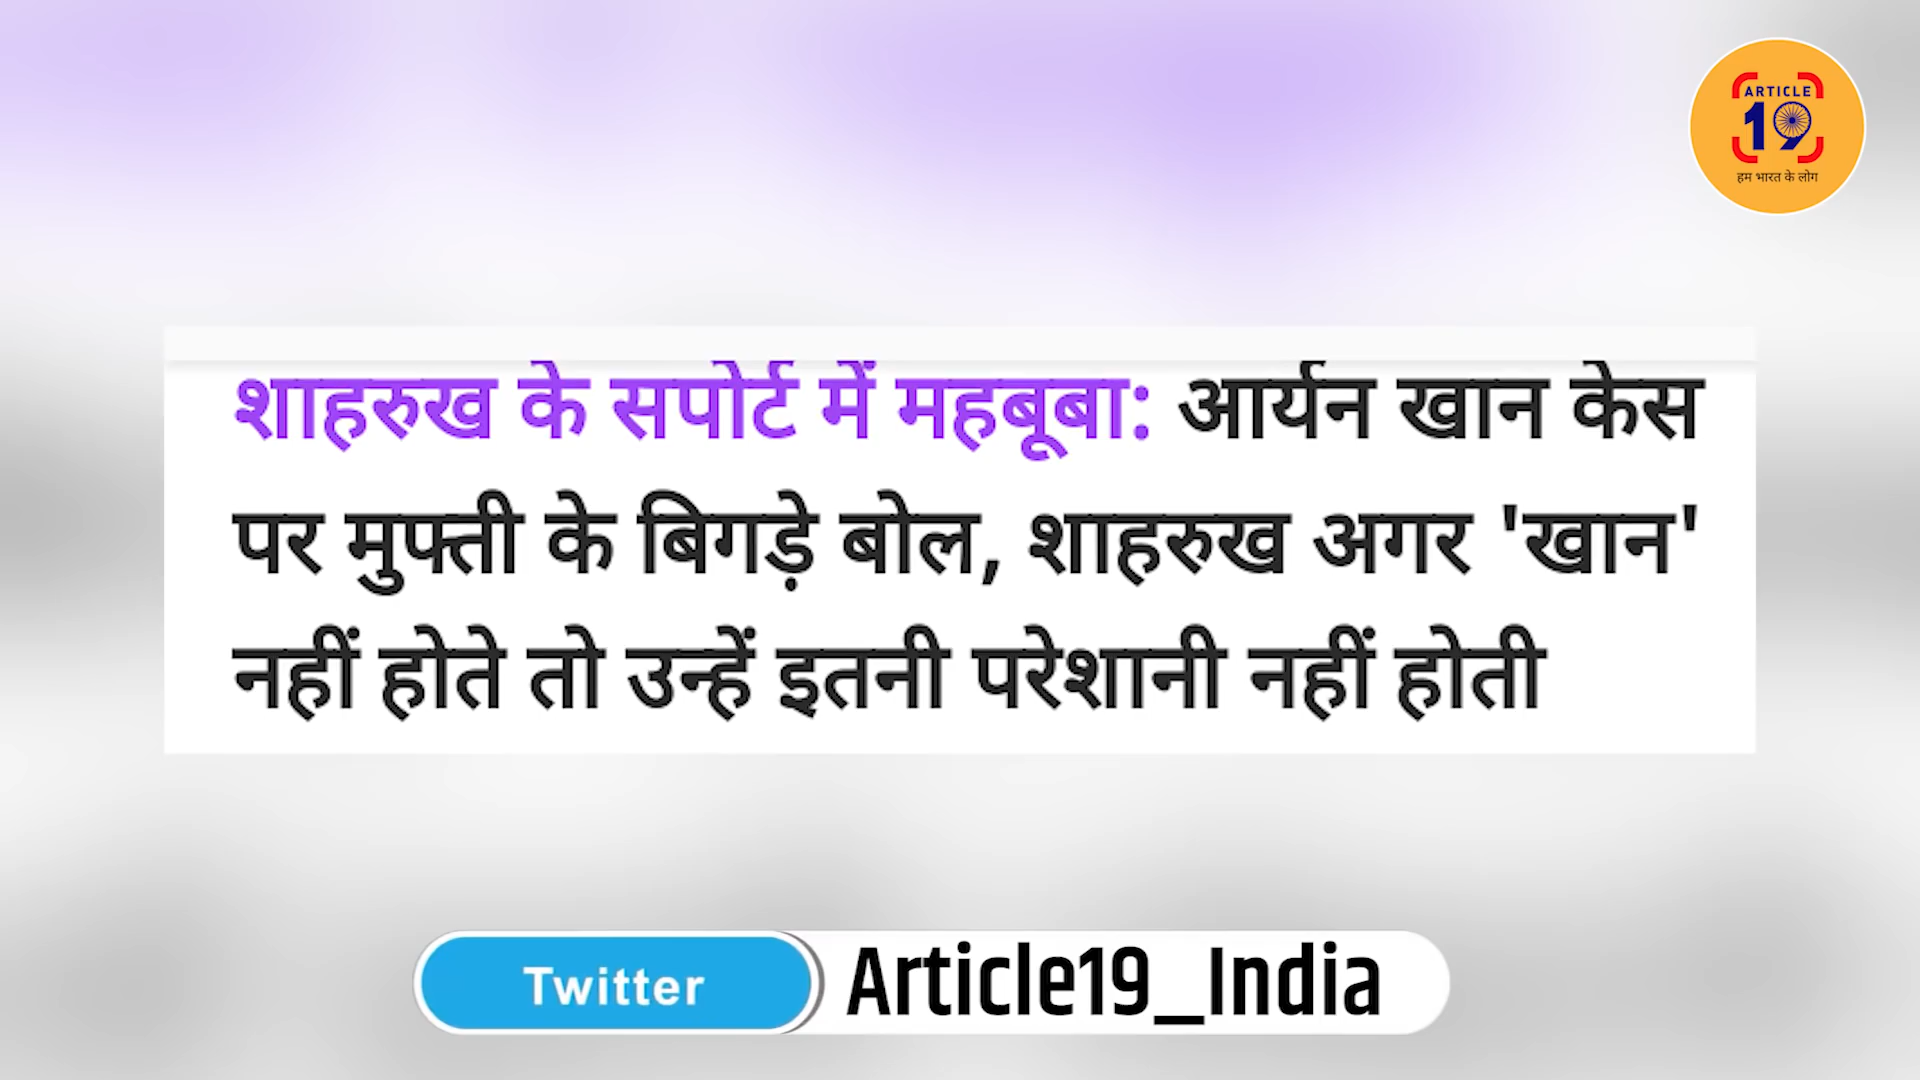 ARTICLE
19
हम भारत के लोग
शाहरुख के सपोर्ट में महबूबा: आर्यन खान केस
पर मुफ्ती के बिगड़े बोल, शाहरुख अगर 'खान'
नहीं होते तो उन्हें इतनी परेशानी नहीं होती
Twitter Article19_India